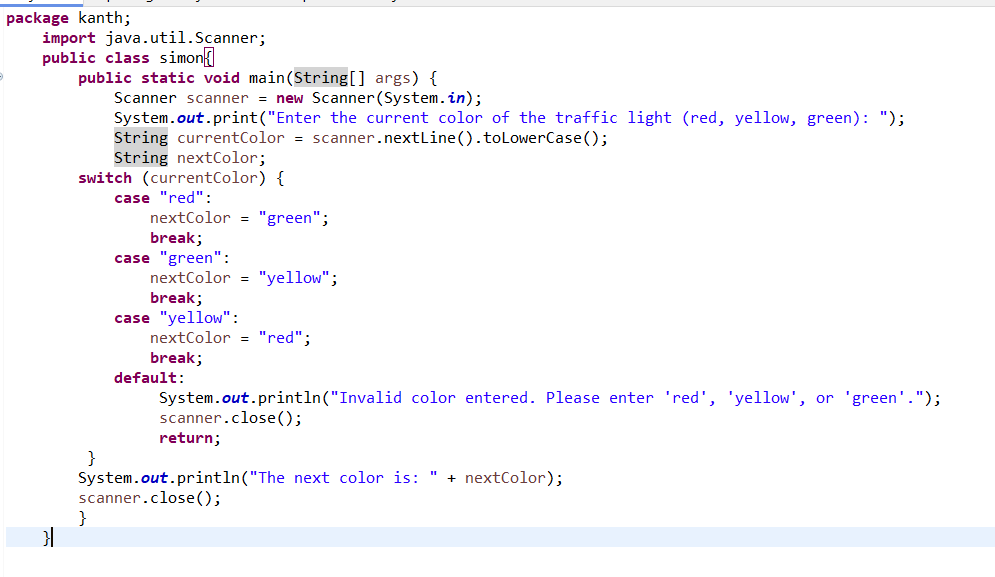 package kanth;
    import java.util.Scanner;
    public class simon{
        public static void main(String[] args) {
            Scanner scanner = new Scanner(System.in);
            System.out.print("Enter the current color of the traffic light (red, yellow, green): ");
            String currentColor = scanner.nextLine().toLowerCase();
            String nextColor;
        switch (currentColor) {
            case "red":
                nextColor = "green";
                break;
            case "green":
                nextColor = "yellow";
                break;
            case "yellow":
                nextColor = "red";
                break;
            default:
                 System.out.println("Invalid color entered. Please enter 'red', 'yellow', or 'green'.");
                 scanner.close();
                 return;
         }
        System.out.println("The next color is: " + nextColor);
        scanner.close();
        }
    }